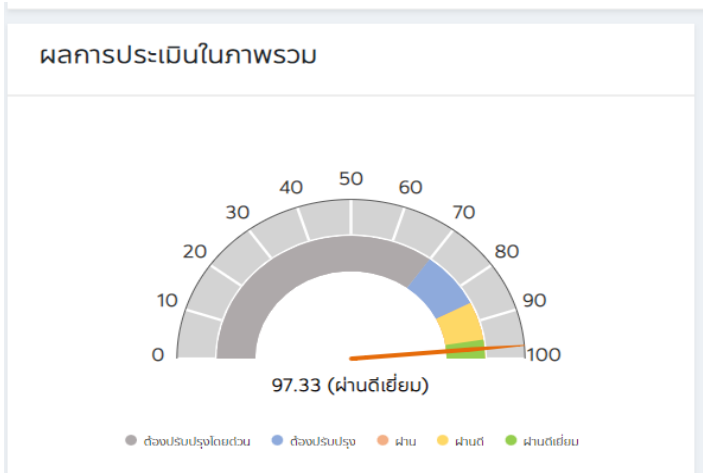 ผลการประเมินในภาพรวม
50
40 60
30 70
20 80
10 90
0 100
97.33 (ผ่านดีเยี่ยม)
ต้องปรับปรุงโดยด่วน ต้องปรับปรุง ผ่าน ผ่านดี ผ่านดีเยี่ยม